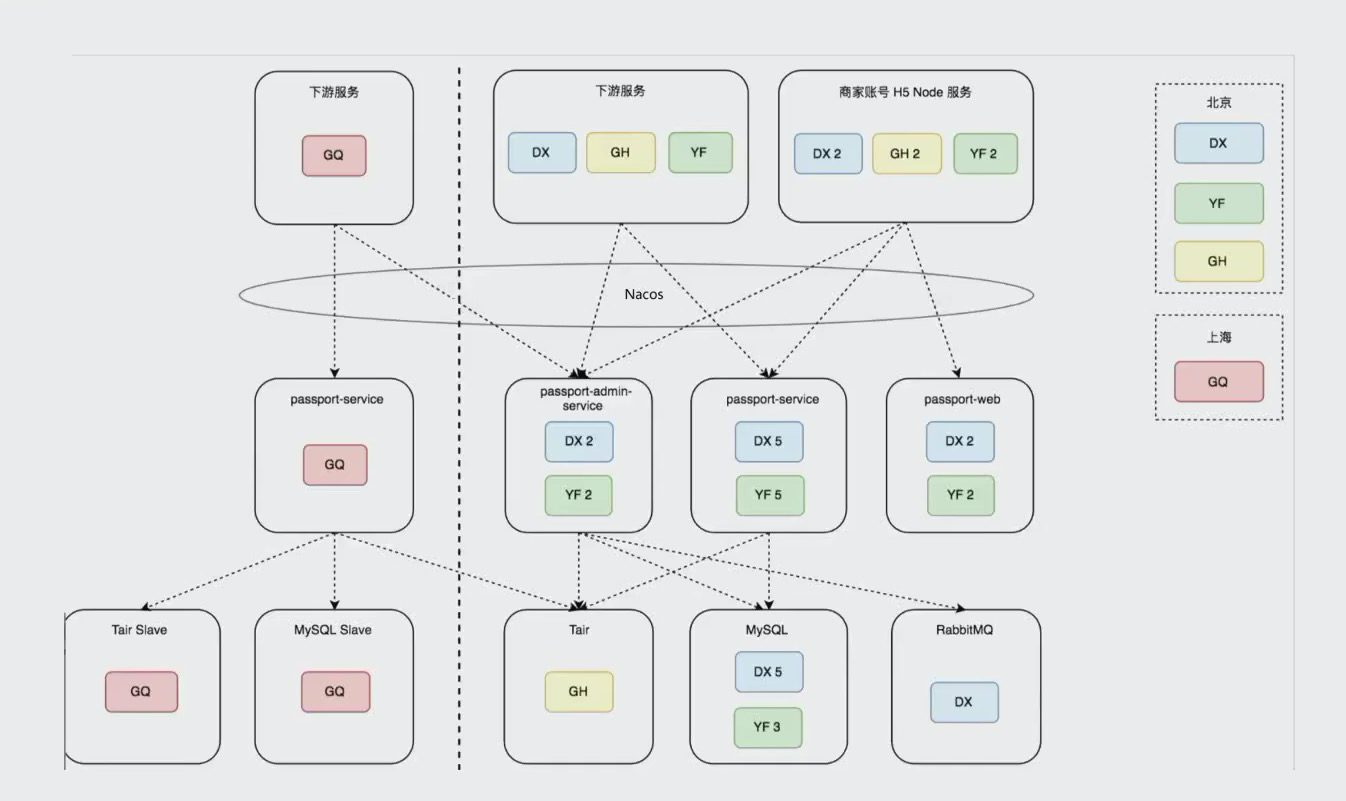 下游服务
GQ
下游服务
DX
GH
YF
商家账号 H5 Node 服务
DX 2
GH 2
YF 2
北京
DX
YF
GH
上海
GQ
Nacos
passport-service
GQ
passport-admin-
service
DX 2
YF 2
passport-service
DX 5
YF 5
passport-web
DX 2
YF 2
Tair Slave
GQ
MySQL Slave
GQ
Tair
GH
MySQL
DX 5
YF 3
RabbitMQ
DX